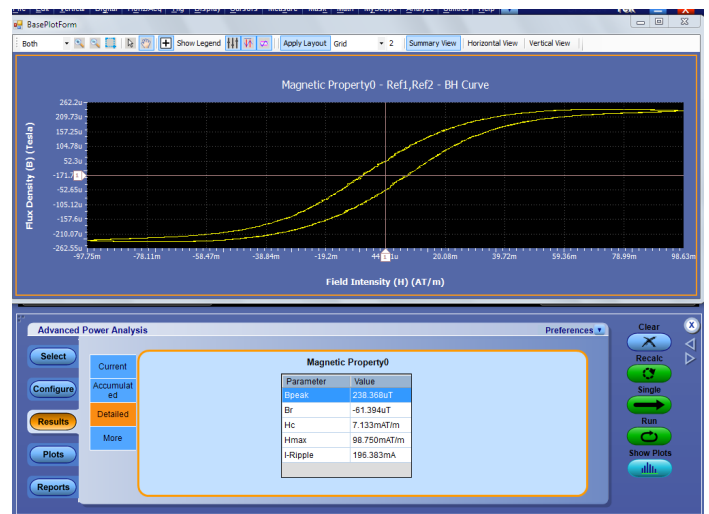 BasePlotForm
Both
Show Legend
Apply Layout
Grid
2
Summary View
Horizontal View
Vertical View
Magnetic Property0 - Ref1,Ref2 - BH Curve
Flux Density (B) (Tesla)
262.2u
209.73u
157.25u
104.78u
52.3u
-52.65u
-105.12u
-157.6u
-210.07u
-262.55u
-97.75m
-78.11m
-58.47m
-38.84m
-19.2m
20.08m
39.72m
59.36m
78.99m
98.63m
Field Intensity (H) (AT/m)
Advanced Power Analysis
Preferences
Clear
X
Select
Configure
Results
Plots
Reports
Current
Accumulat
ed
Detailed
More
Magnetic Property0
Parameter Value
Bpeak 238.368uT
Br -61.394uT
Hc 7.133mAT/m
Hmax 98.750mAT/m
I-Ripple 196.383mA
Recalc
Single
Run
Show Plots